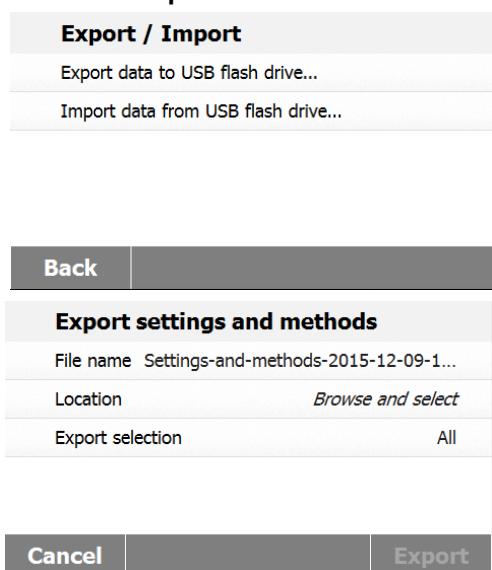 Export / Import
Export data to USB flash drive...
Import data from USB flash drive...
Back
Export settings and methods
File name Settings-and-methods-2015-12-09-1...
Location Browse and select
Export selection All
Cancel Export